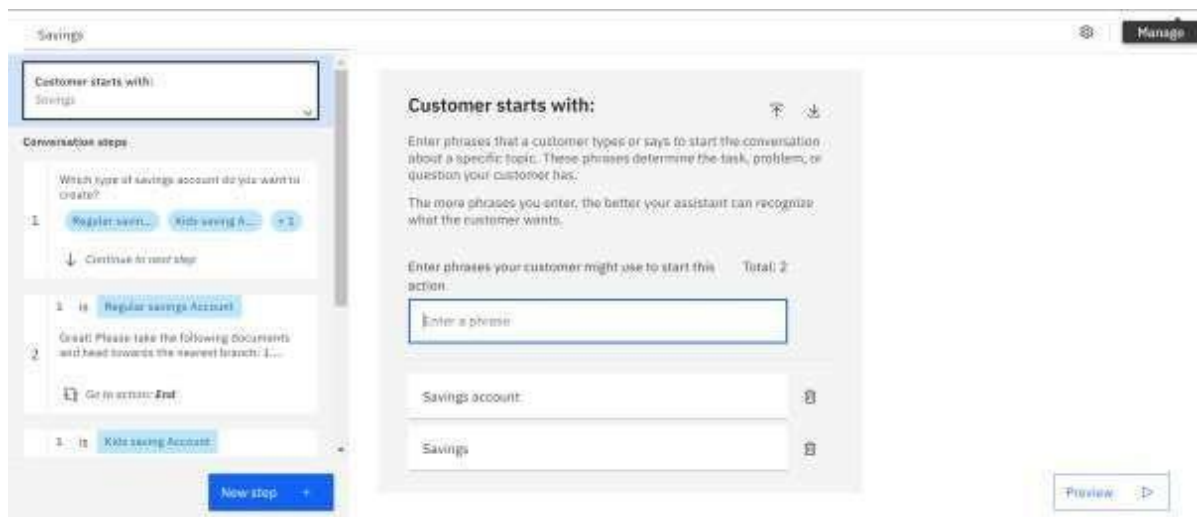 Savings
Manage
Customer starts with:
Savings
Conversation steps
Which type of savings account do you want to
create?
1
Regular savin...
Kids saving A...
+ 1
Continue to next step
1 is Regular savings Account
2
Great! Please take the following documents
and head towards the nearest branch: 1....
Go to action: End
1 is Kids saving Account
New step +
Customer starts with:
Enter phrases that a customer types or says to start the conversation
about a specific topic. These phrases determine the task, problem, or
question your customer has.
The more phrases you enter, the better your assistant can recognize
what the customer wants.
Enter phrases your customer might use to start this
action
Total: 2
Enter a phrase
Savings account
Savings
Preview